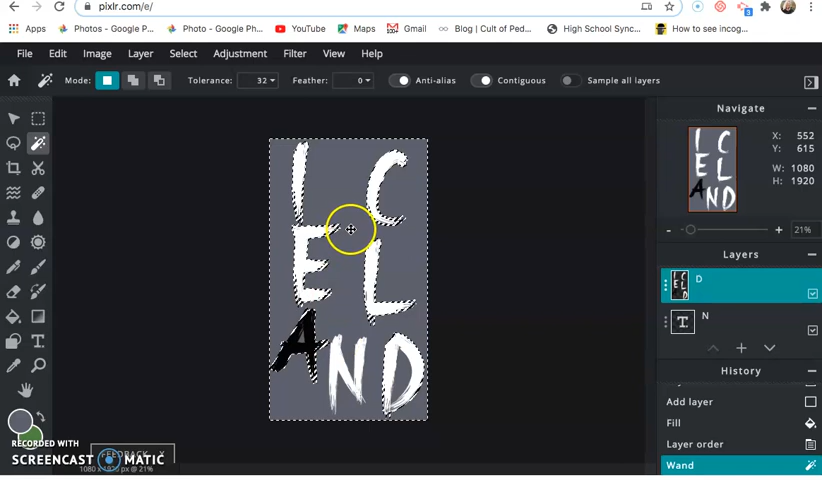 pixlr.com/e/
Apps Photos - Google P... Photo - Google Ph... YouTube Maps Gmail Blog | Cult of Ped... High School Sync... How to see incog...
File Edit Image Layer Select Adjustment Filter View Help
Mode: Tolerance: 32 Feather: 0 Anti-alias Contiguous Sample all layers
Navigate
X: 552
Y: 615
W: 1080
H: 1920
- + 21%
I C
E L
A N D
Layers
D
T N
History
Add layer
Fill
Layer order
Wand
RECORDED WITH
SCREENCAST MATIC
FEEDBACK X
1080 x 1920 px @ 21%